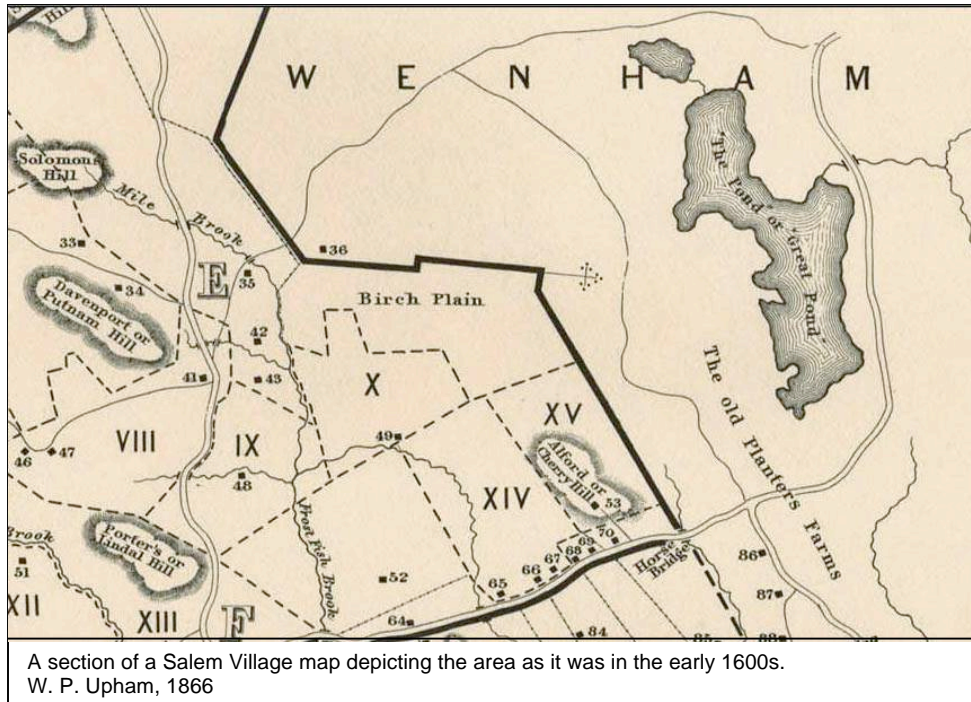 Hill
W E N H A M
Solomons
Hill
Mile Brook
33
36
E
35
34
Davenport or
Putnam Hill
Birch Plain
"The Pond or "Great Pond"
42
41
43
X
The old Planters Farms
VIII
IX
49
XV
46
47
48
Alford or
Cherry Hill
53
XIV
Frost Fish Brook
Porter's or
Lindal Hill
Brook
51
52
70
69
68
67
66
65
Horse
Bridge
86
87
XII
XIII
F
64
84
85
88
A section of a Salem Village map depicting the area as it was in the early 1600s.
W. P. Upham, 1866